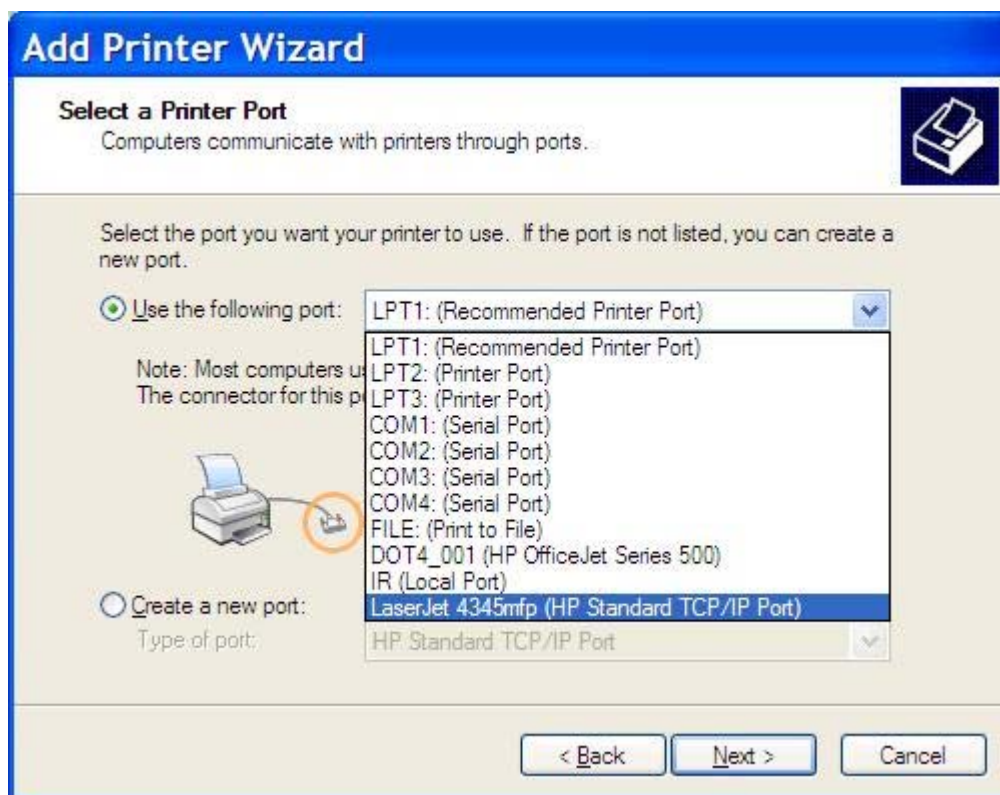 Add Printer Wizard
Select a Printer Port
Computers communicate with printers through ports.
Select the port you want your printer to use. If the port is not listed, you can create a
new port.
Use the following port:
LPT1: (Recommended Printer Port)
LPT1: (Recommended Printer Port)
LPT2: (Printer Port)
LPT3: (Printer Port)
COM1: (Serial Port)
COM2: (Serial Port)
COM3: (Serial Port)
COM4: (Serial Port)
FILE: (Print to File)
DOT4_001 (HP OfficeJet Series 500)
IR (Local Port)
LaserJet 4345mfp (HP Standard TCP/IP Port)
Note: Most computers
The connector for this
Create a new port:
Type of port:
HP Standard TCP/IP Port
< Back
Next >
Cancel